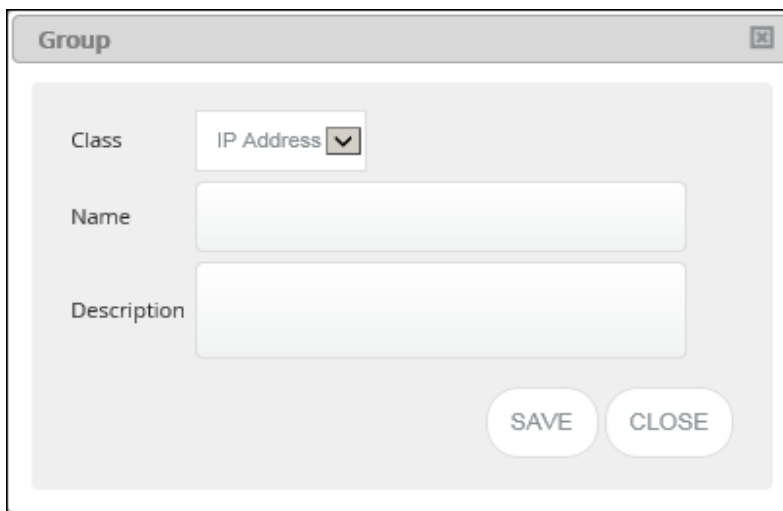 Group
Class
IP Address
Name
Description
SAVE
CLOSE